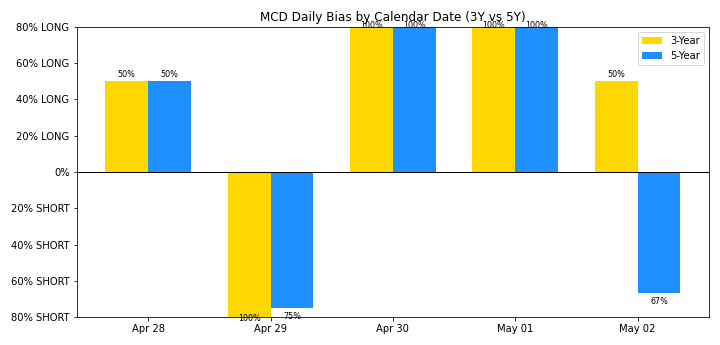 MCD Daily Bias by Calendar Date (3Y vs 5Y)
80% LONG
60% LONG
40% LONG
20% LONG
0%
20% SHORT
40% SHORT
60% SHORT
80% SHORT
50%
50%
100%
75%
100%
100%
100%
100%
50%
67%
3-Year
5-Year
Apr 28
Apr 29
Apr 30
May 01
May 02